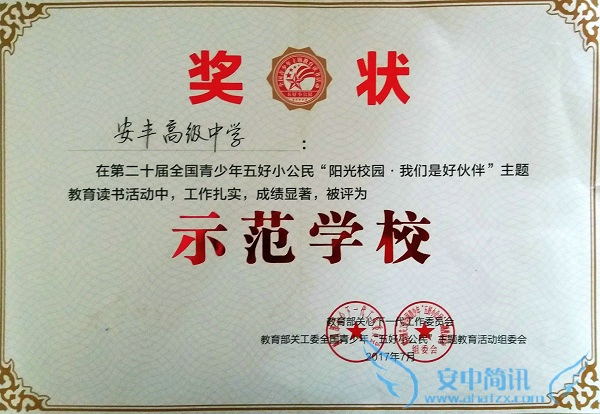 奖 状
安丰高级中学：
在第二十届全国青少年五好小公民“阳光校园·我们是好伙伴”主题
教育读书活动中，工作扎实，成绩显著，被评为
示范学校
教育部关心下一代工作委员会
教育部关工委全国青少年“五好小公民”主题教育活动组委会
2017年7月
组委会
安中简讯
www.ahafzx.com